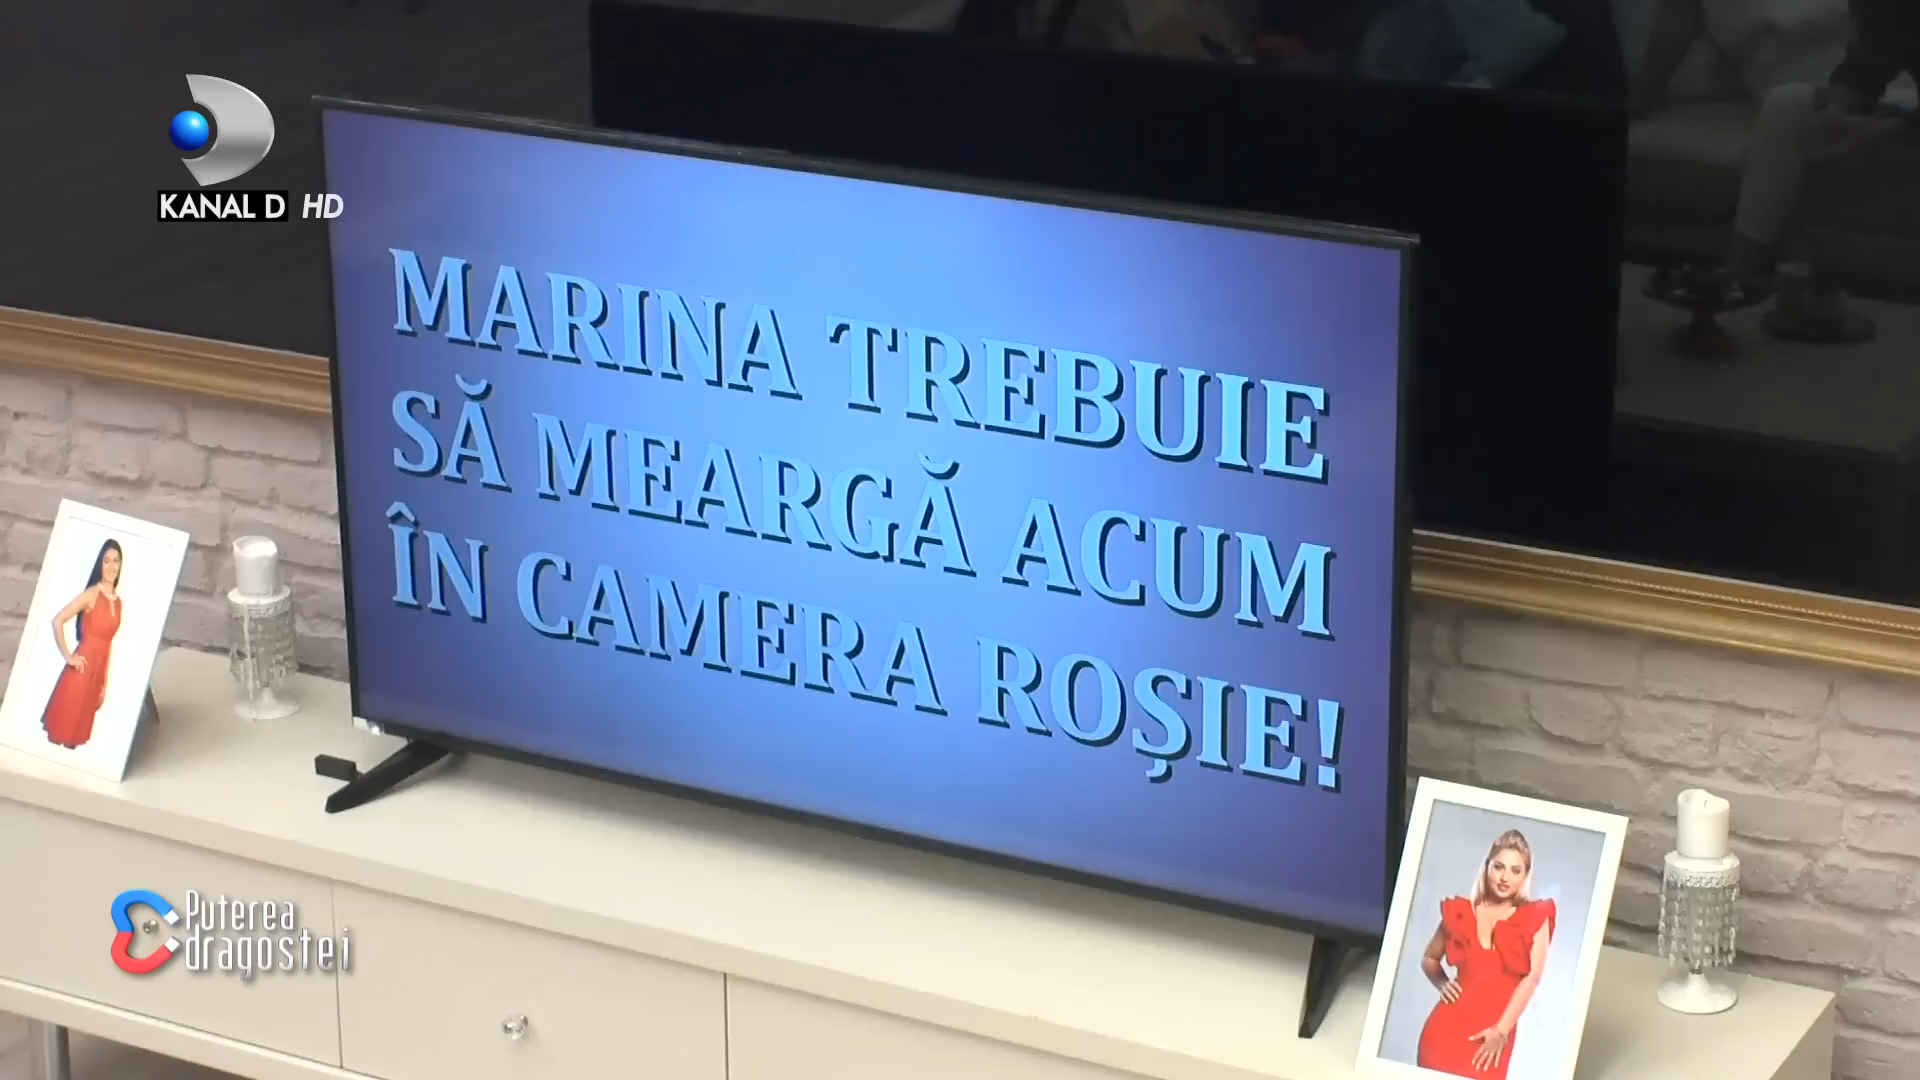 KANAL D HD
MARINA TREBUIE
SĂ MEARGĂ ACUM
ÎN CAMERA ROȘIE!
Puterea
dragostei